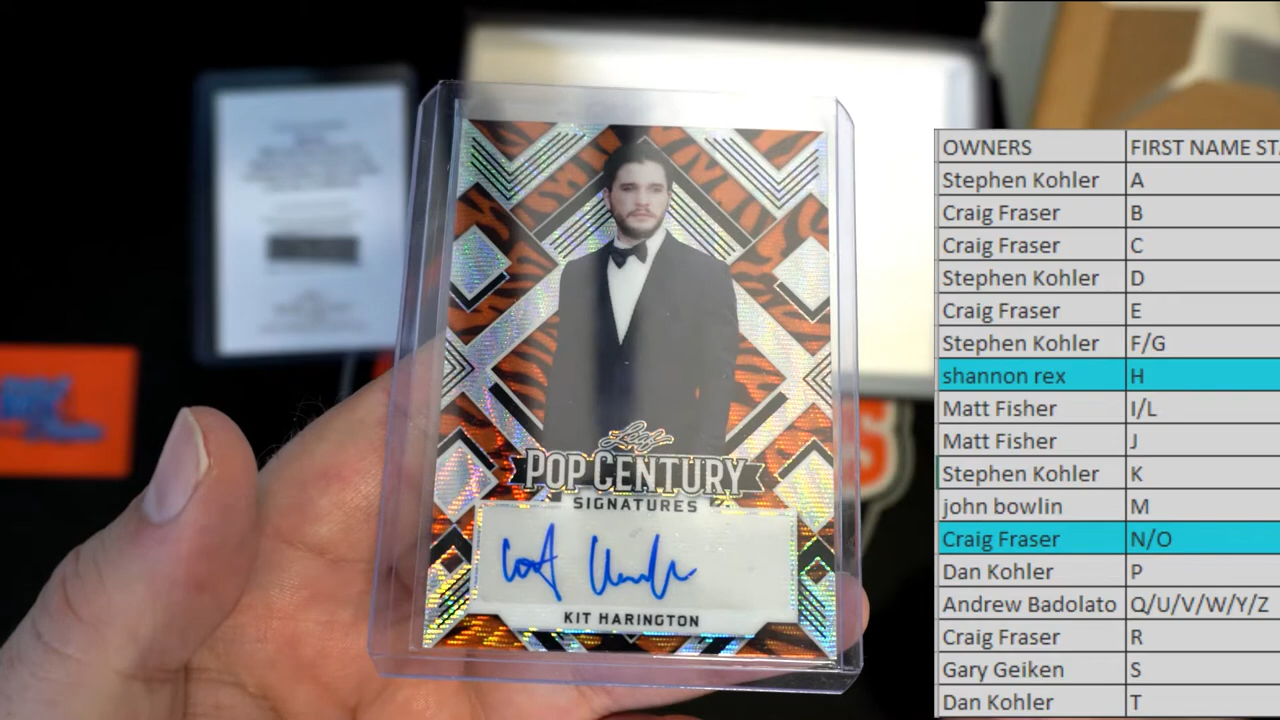 Leaf
POP CENTURY
SIGNATURES
KIT HARINGTON
OWNERS FIRST NAME ST
Stephen Kohler A
Craig Fraser B
Craig Fraser C
Stephen Kohler D
Craig Fraser E
Stephen Kohler F/G
shannon rex H
Matt Fisher I/L
Matt Fisher J
Stephen Kohler K
john bowlin M
Craig Fraser N/O
Dan Kohler P
Andrew Badolato Q/U/V/W/Y/Z
Craig Fraser R
Gary Geiken S
Dan Kohler T